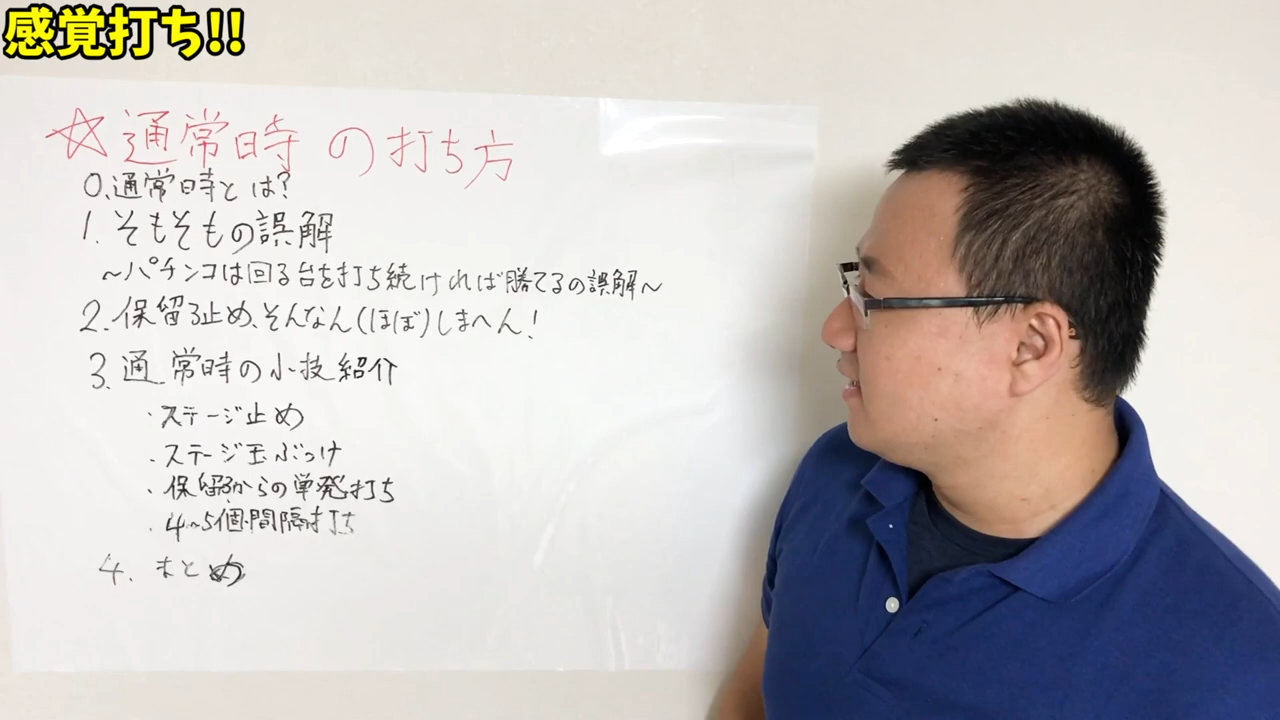 感覚打ち!!
☆通常時の打ち方
0.通常時とは?
1.そもそもの誤解
~パチンコは回る台を打ち続ければ勝てるの誤解~
2.保留止め、そんなん(ほぼ)しまへん!
3.通常時の小技紹介
・ステージ止め
・ステージ玉ぶつけ
・保留からの単発打ち
・4~5個間隔打ち
4.まとめ